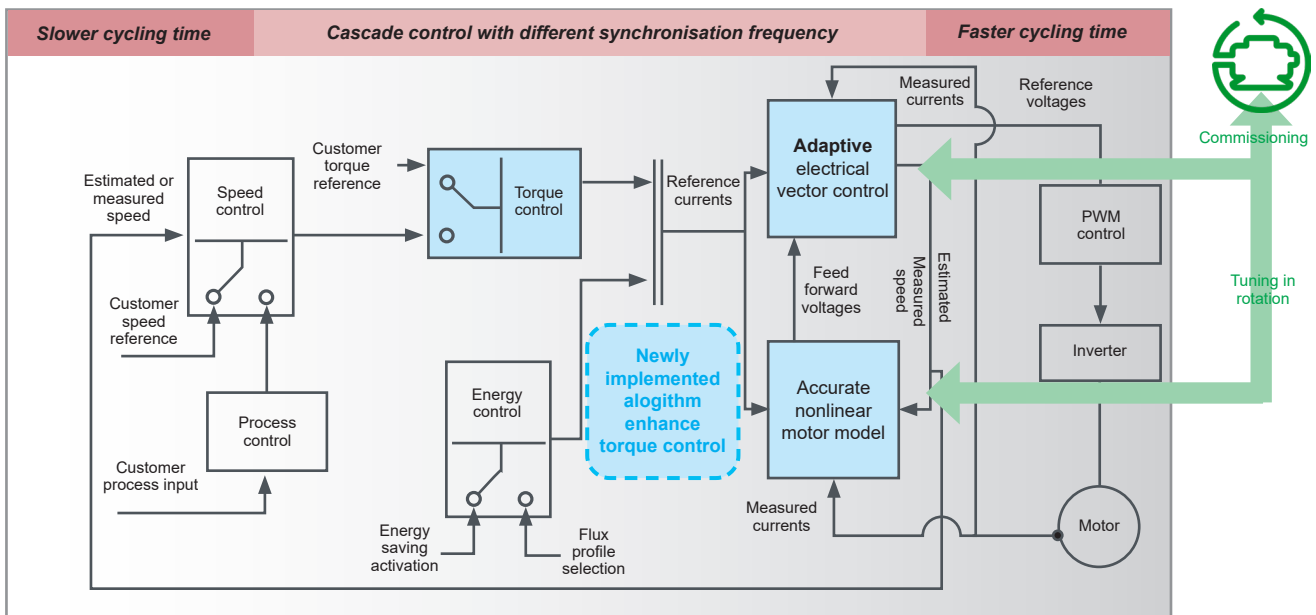 Slower cycling time
Cascade control with different synchronisation frequency
Faster cycling time
Commissioning
Tuning in
rotation
Estimated or
measured
speed
Speed
control
Customer
speed
reference
Process
control
Customer
process input
Customer
torque
reference
Torque
control
Reference
currents
Energy
control
Energy
saving
activation
Flux
profile
selection
Newly
implemented
alogithm
enhance
torque control
Measured
currents
Adaptive
electrical
vector control
Feed
forward
voltages
Estimated
Measured
speed
Accurate
nonlinear
motor model
Measured
currents
Reference
voltages
PWM
control
Inverter
Motor